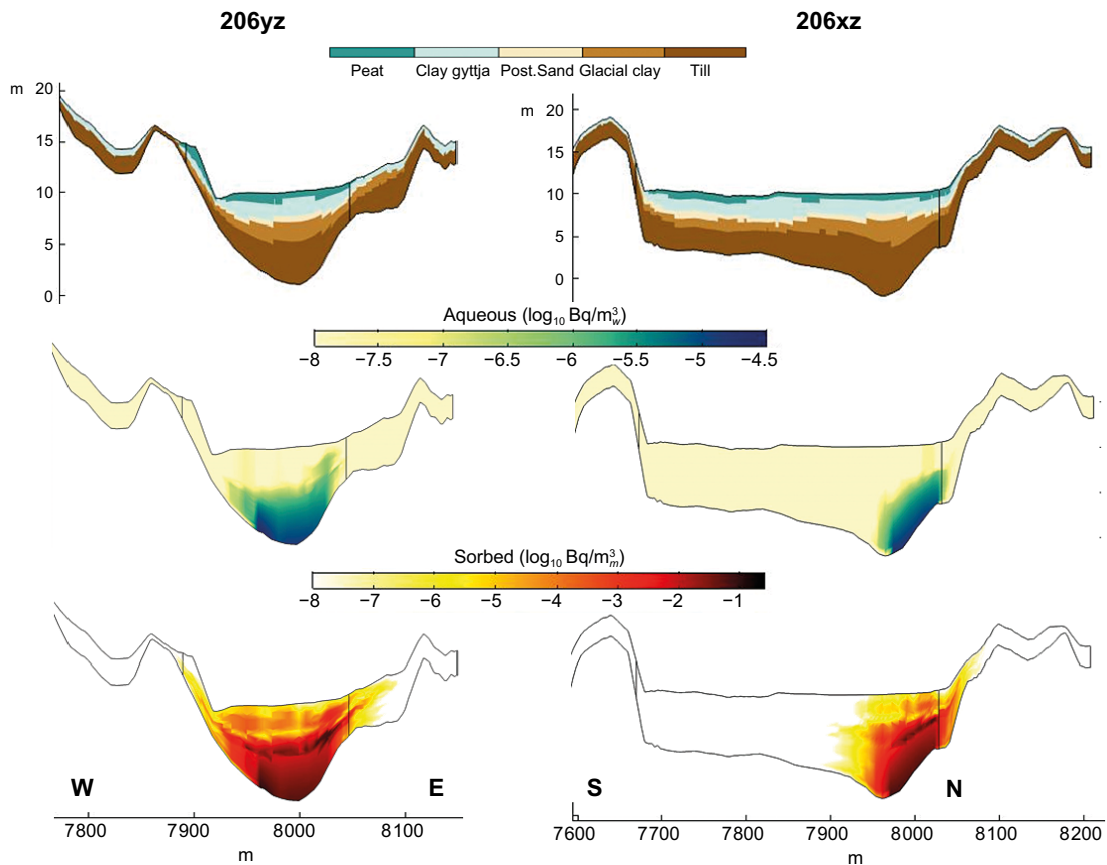 206yz 206xz
Peat Clay gyttja Post.Sand Glacial clay Till
m
20
15
10
5
0
m
20
15
10
5
0
Aqueous (log₁₀ Bq/m³w)
−8 −7.5 −7 −6.5 −6 −5.5 −5 −4.5
Sorbed (log₁₀ Bq/m³m)
−8 −7 −6 −5 −4 −3 −2 −1
W E S N
7800 7900 8000 8100
m
7600 7700 7800 7900 8000 8100 8200
m